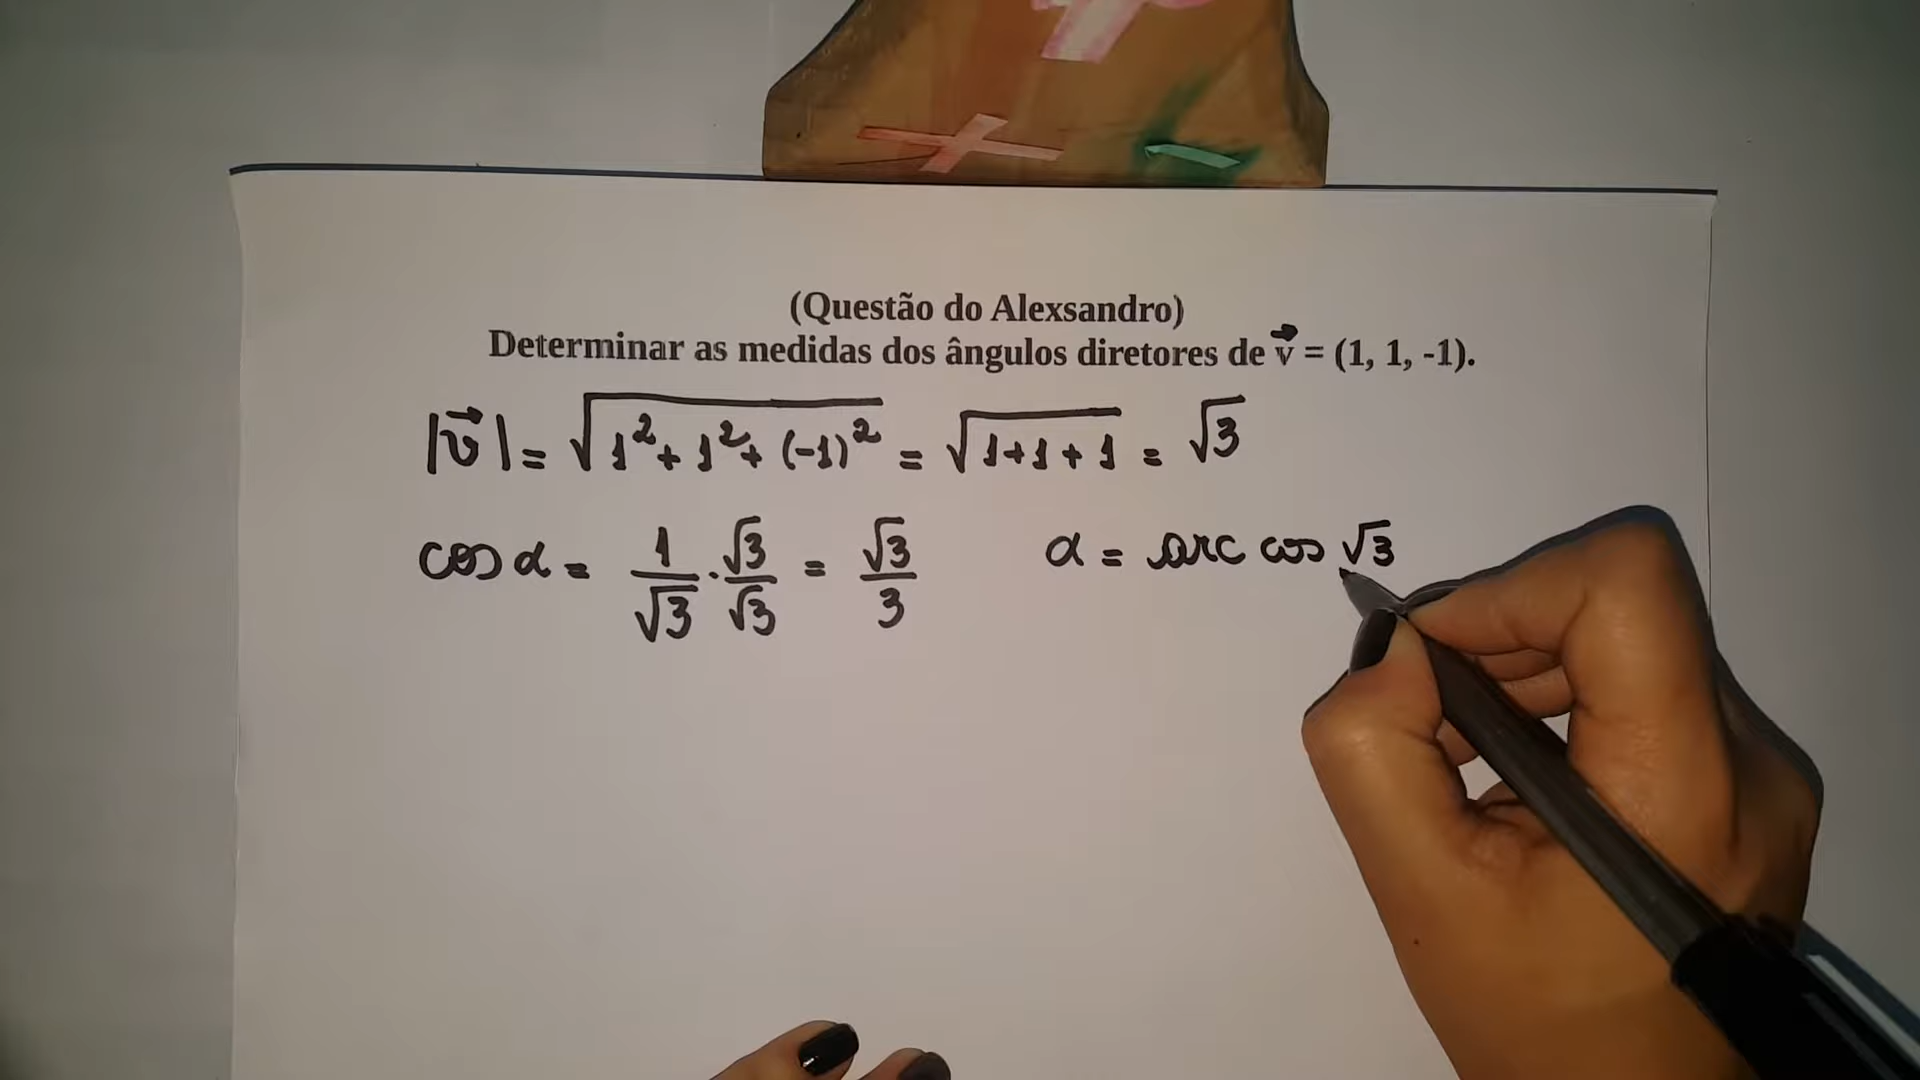 (Questão do Alexsandro)
Determinar as medidas dos ângulos diretores de v⃗ = (1, 1, -1).
|v⃗| = √(1² + 1² + (-1)²) = √(1+1+1) = √3
cos α = 1/√3 · √3/√3 = √3/3    α = arc cos √3